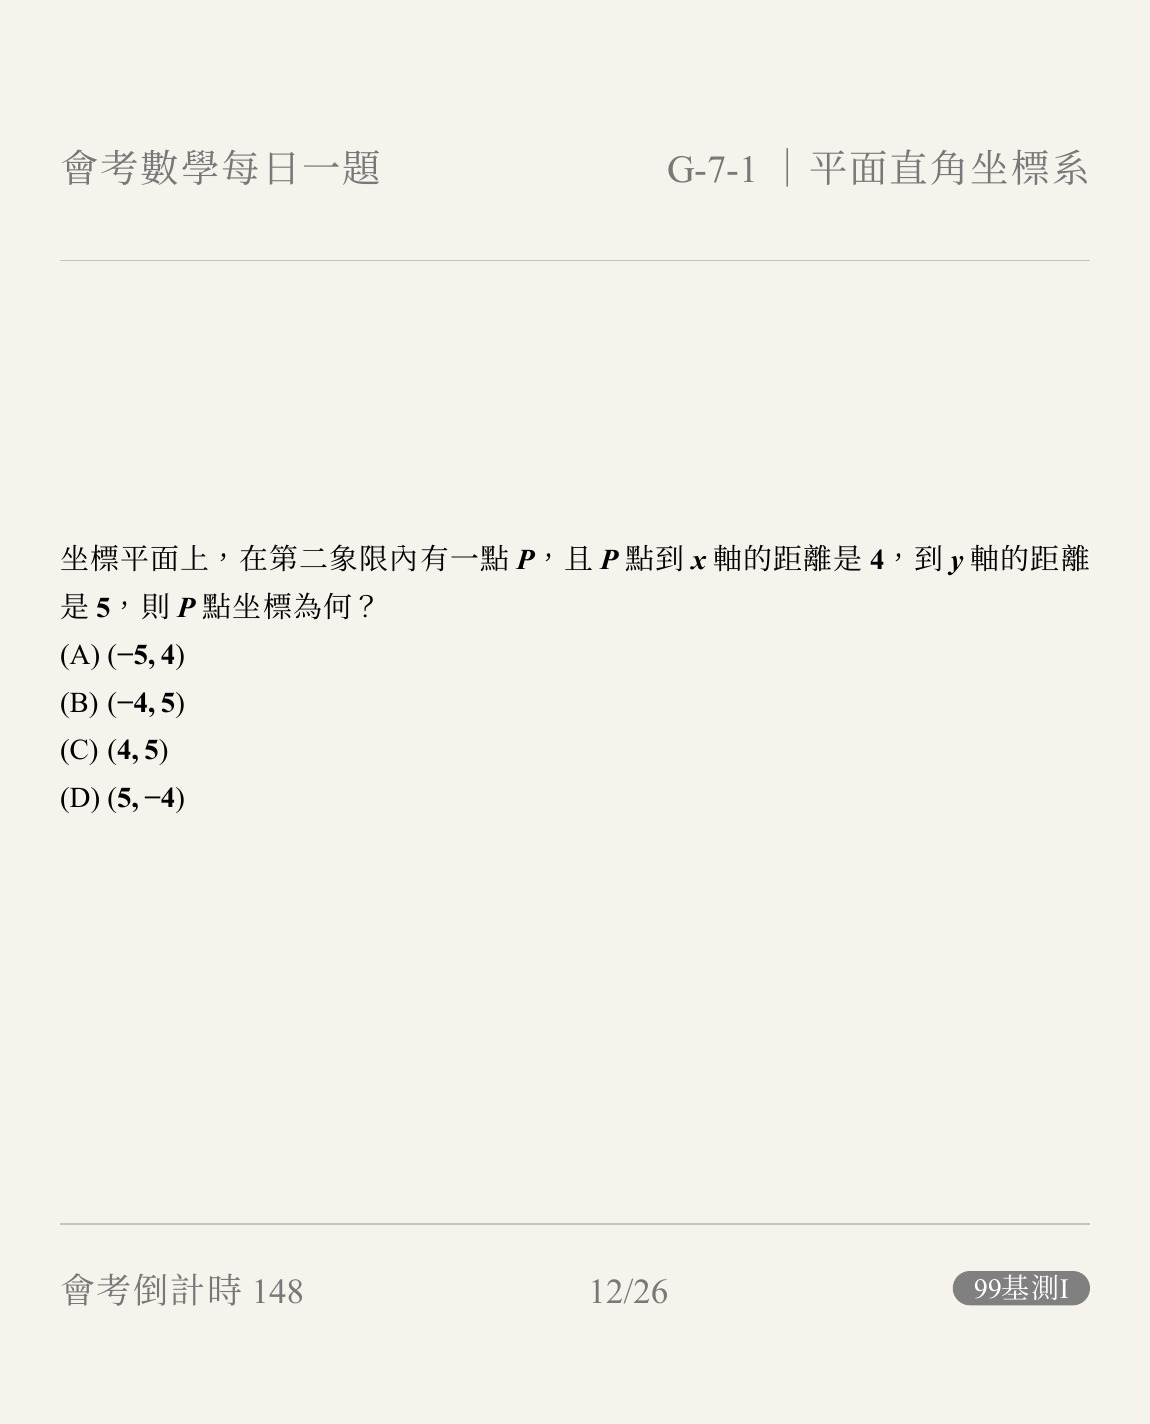 會考數學每日一題
G-7-1｜平面直角坐標系
坐標平面上，在第二象限內有一點 P，且 P 點到 x 軸的距離是 4，到 y 軸的距離
是 5，則 P 點坐標為何？
(A) (−5, 4)
(B) (−4, 5)
(C) (4, 5)
(D) (5, −4)
會考倒計時 148
12/26
99基測I